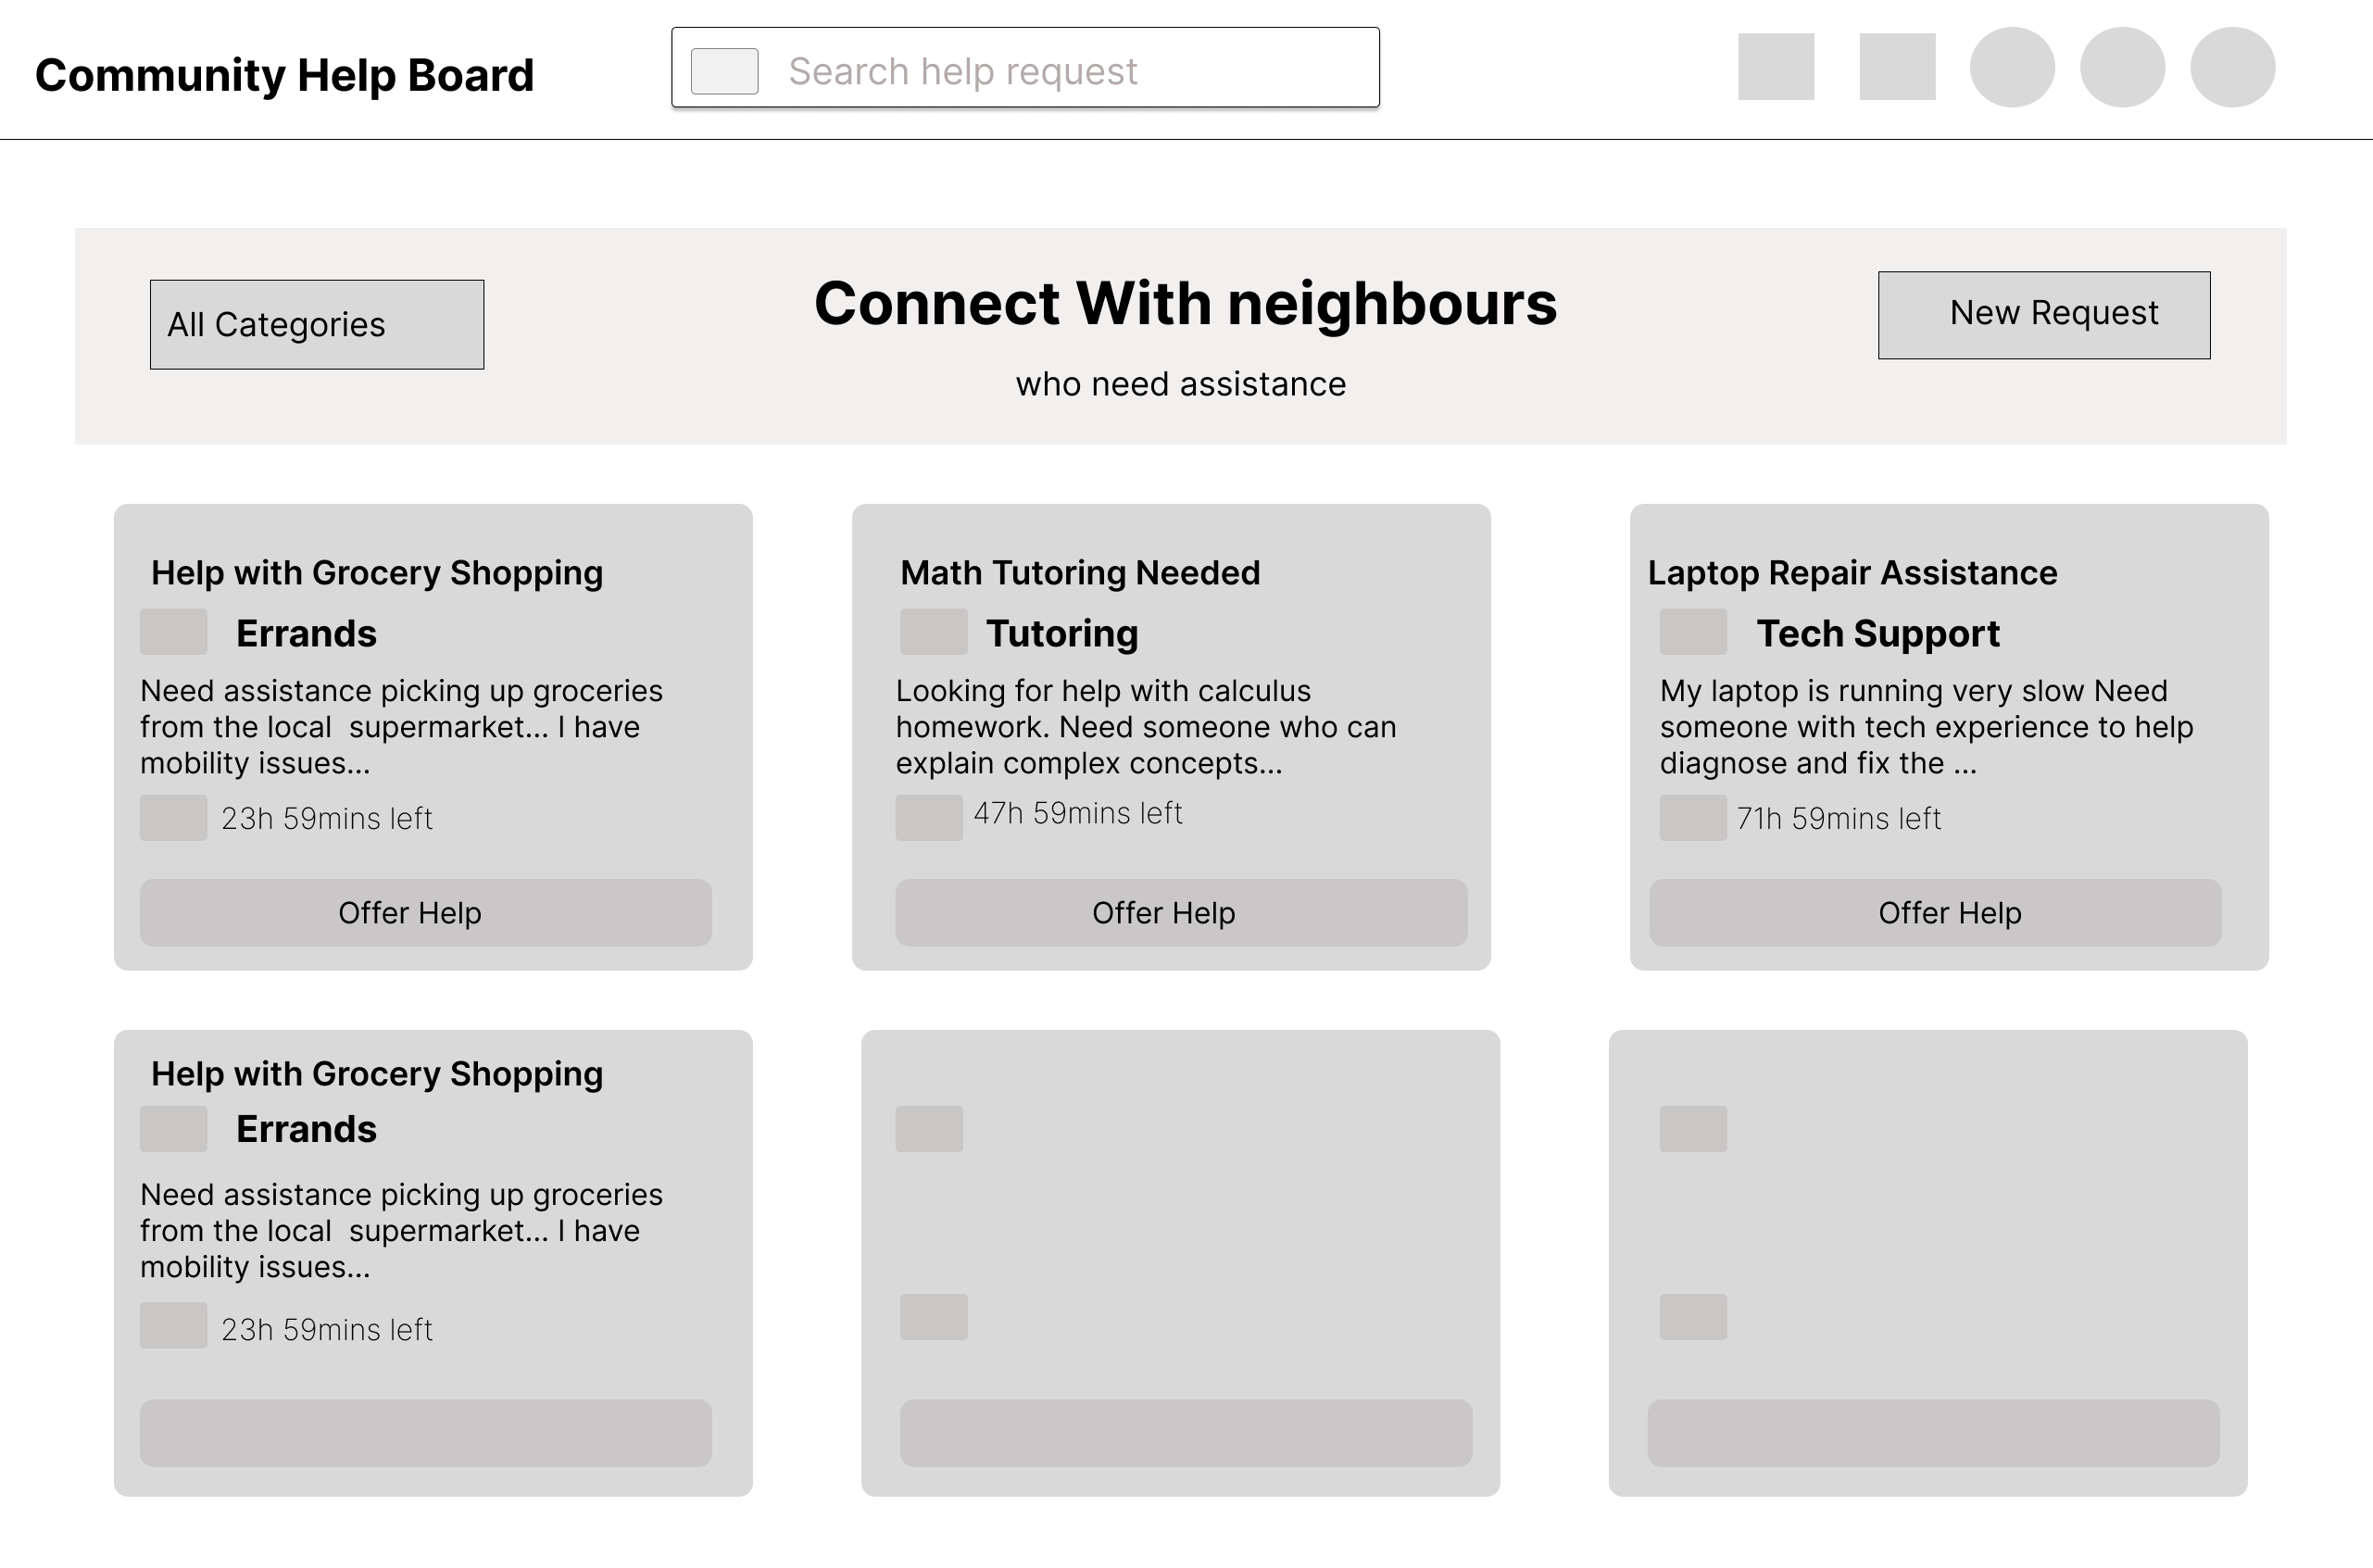 Community Help Board
Search help request
All Categories
Connect With neighbours
who need assistance
New Request
Help with Grocery Shopping
Errands
Need assistance picking up groceries
from the local  supermarket... I have
mobility issues...
23h 59mins left
Offer Help
Math Tutoring Needed
Tutoring
Looking for help with calculus
homework. Need someone who can
explain complex concepts...
47h 59mins left
Offer Help
Laptop Repair Assistance
Tech Support
My laptop is running very slow Need
someone with tech experience to help
diagnose and fix the ...
71h 59mins left
Offer Help
Help with Grocery Shopping
Errands
Need assistance picking up groceries
from the local  supermarket... I have
mobility issues...
23h 59mins left